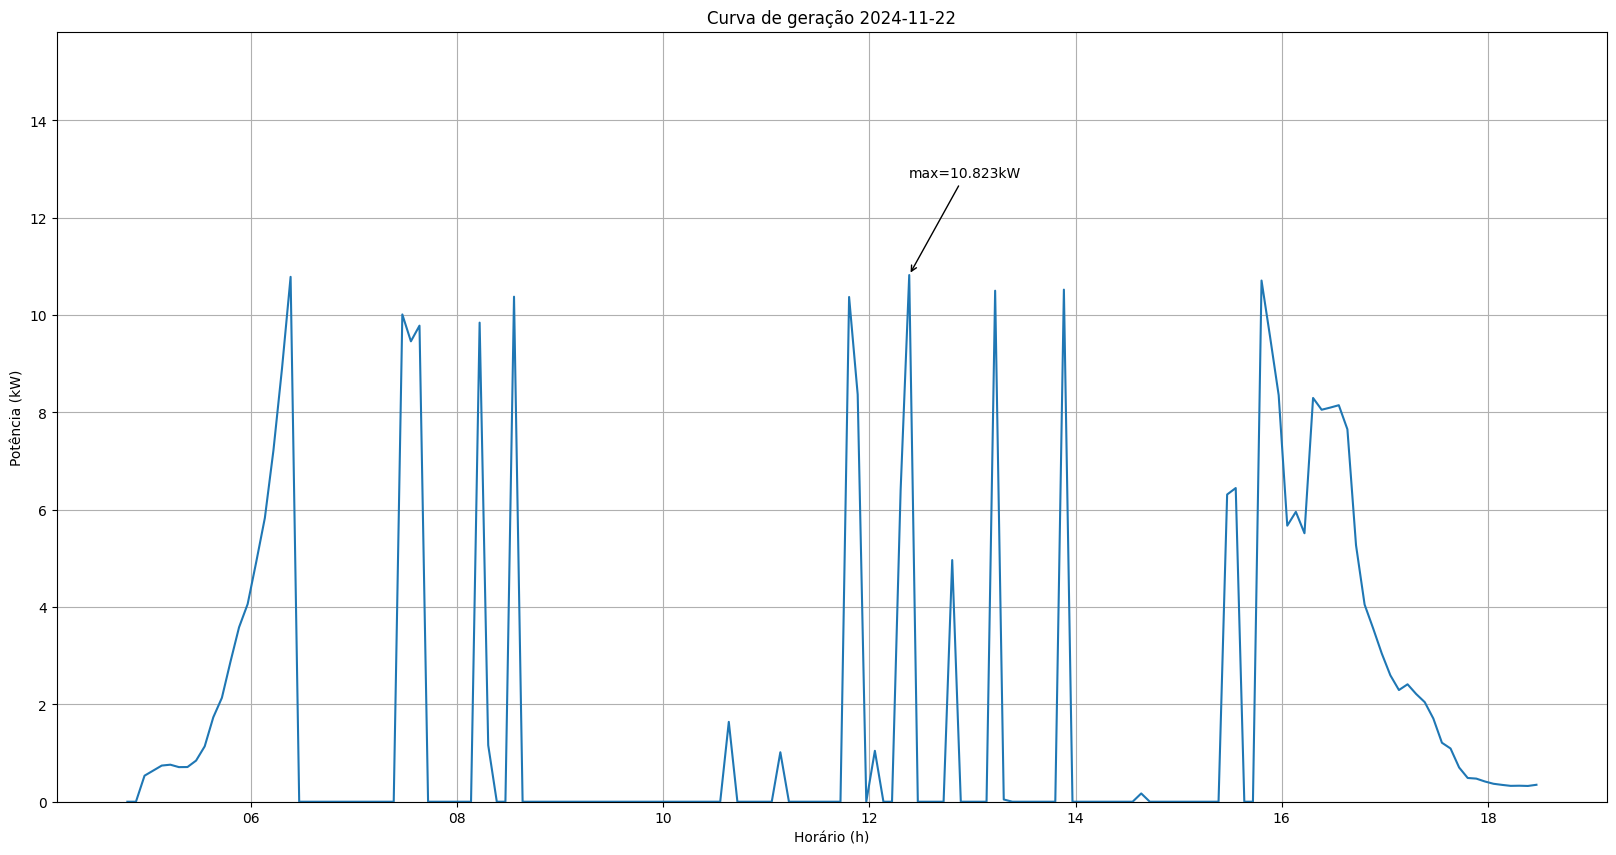 Curva de geração 2024-11-22
14
max=10.823kW
12
10
8
6
4
2
0
Potência (kW)
06 08 10 12 14 16 18
Horário (h)